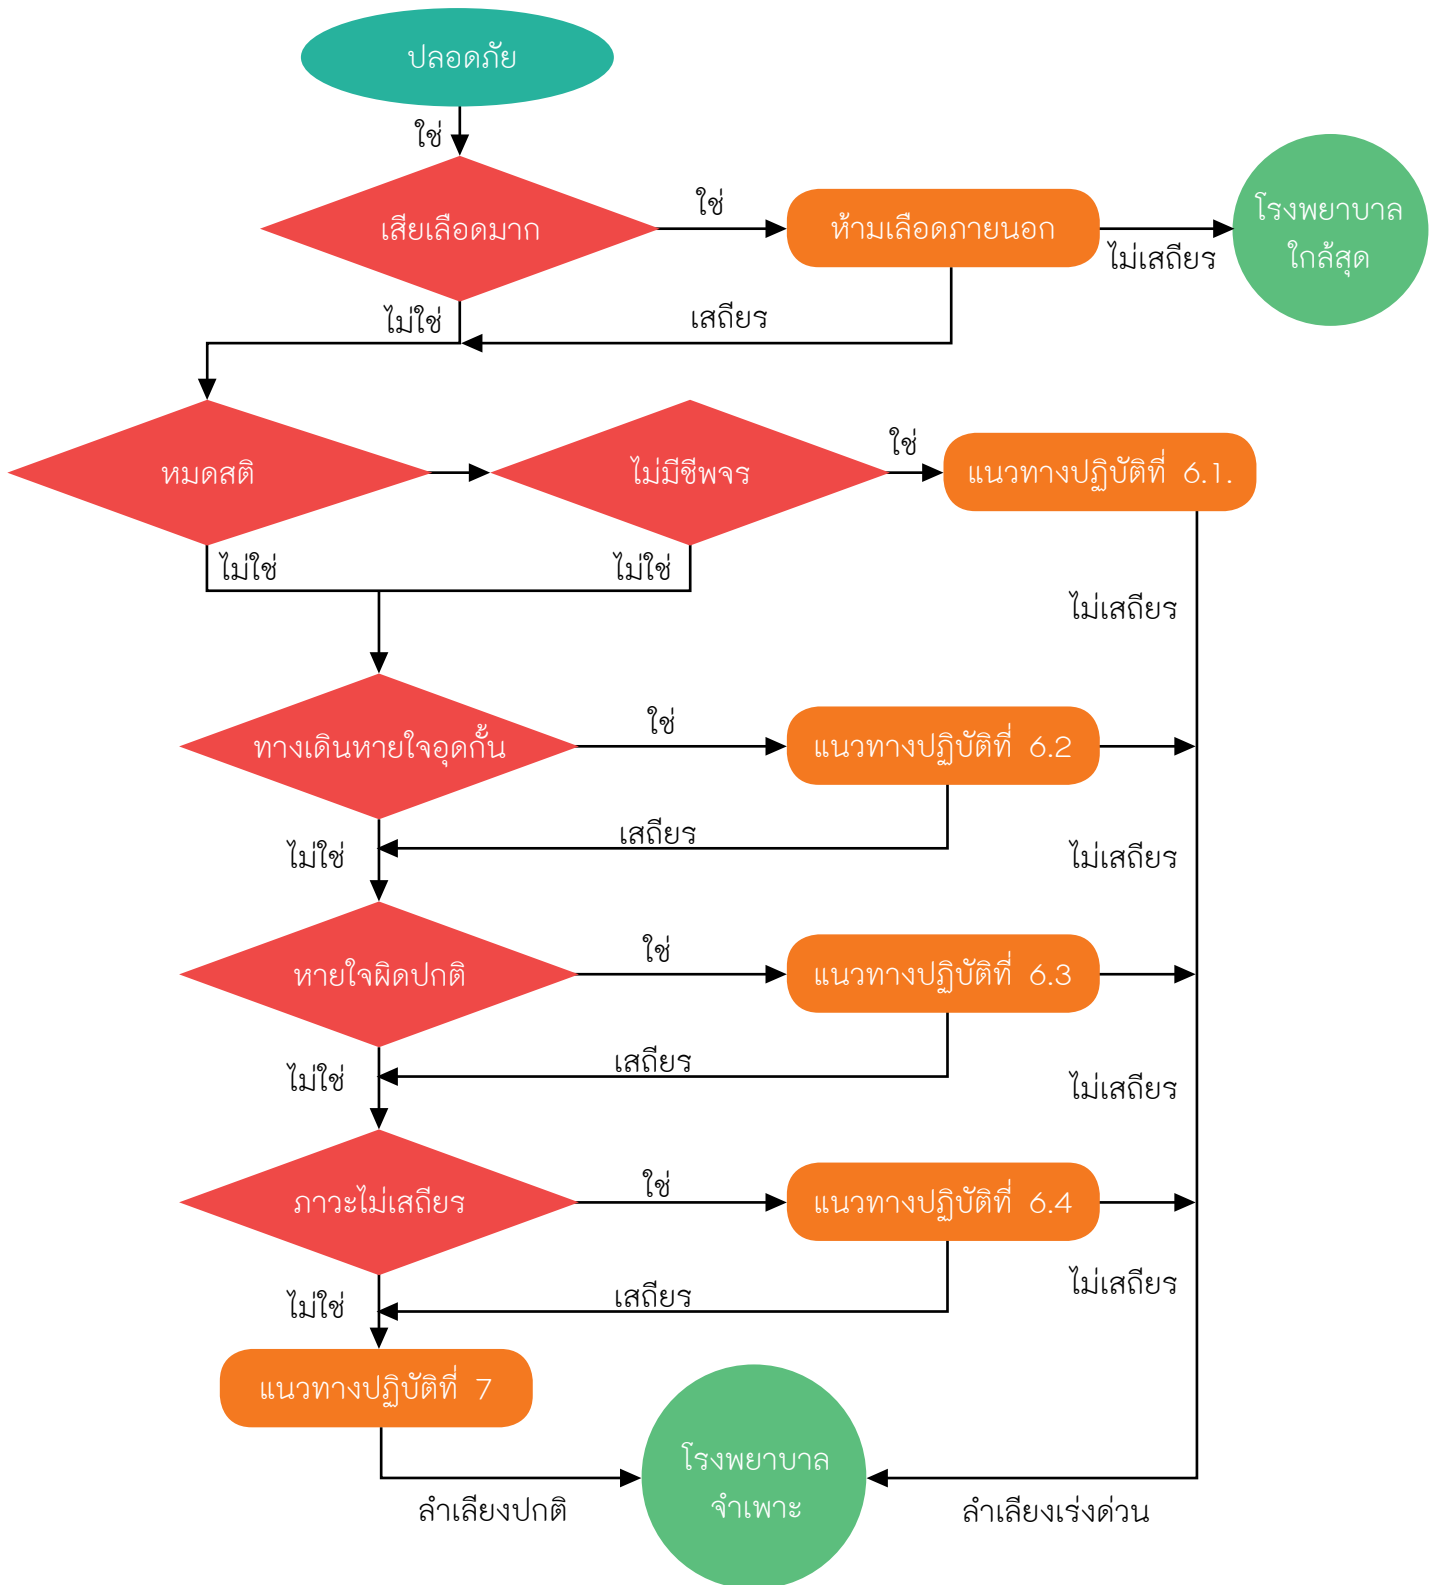 ปลอดภัย
ใช่
เสียเลือดมาก
ใช่
ห้ามเลือดภายนอก
ไม่เสถียร
โรงพยาบาล
ใกล้สุด
ไม่ใช่
เสถียร
หมดสติ
ไม่มีชีพจร
ใช่
แนวทางปฏิบัติที่ 6.1.
ไม่ใช่
ไม่ใช่
ไม่เสถียร
ทางเดินหายใจอุดกั้น
ใช่
แนวทางปฏิบัติที่ 6.2
เสถียร
ไม่ใช่
ไม่เสถียร
หายใจผิดปกติ
ใช่
แนวทางปฏิบัติที่ 6.3
เสถียร
ไม่ใช่
ไม่เสถียร
ภาวะไม่เสถียร
ใช่
แนวทางปฏิบัติที่ 6.4
เสถียร
ไม่ใช่
ไม่เสถียร
แนวทางปฏิบัติที่ 7
โรงพยาบาล
จำเพาะ
ลำเลียงปกติ
ลำเลียงเร่งด่วน